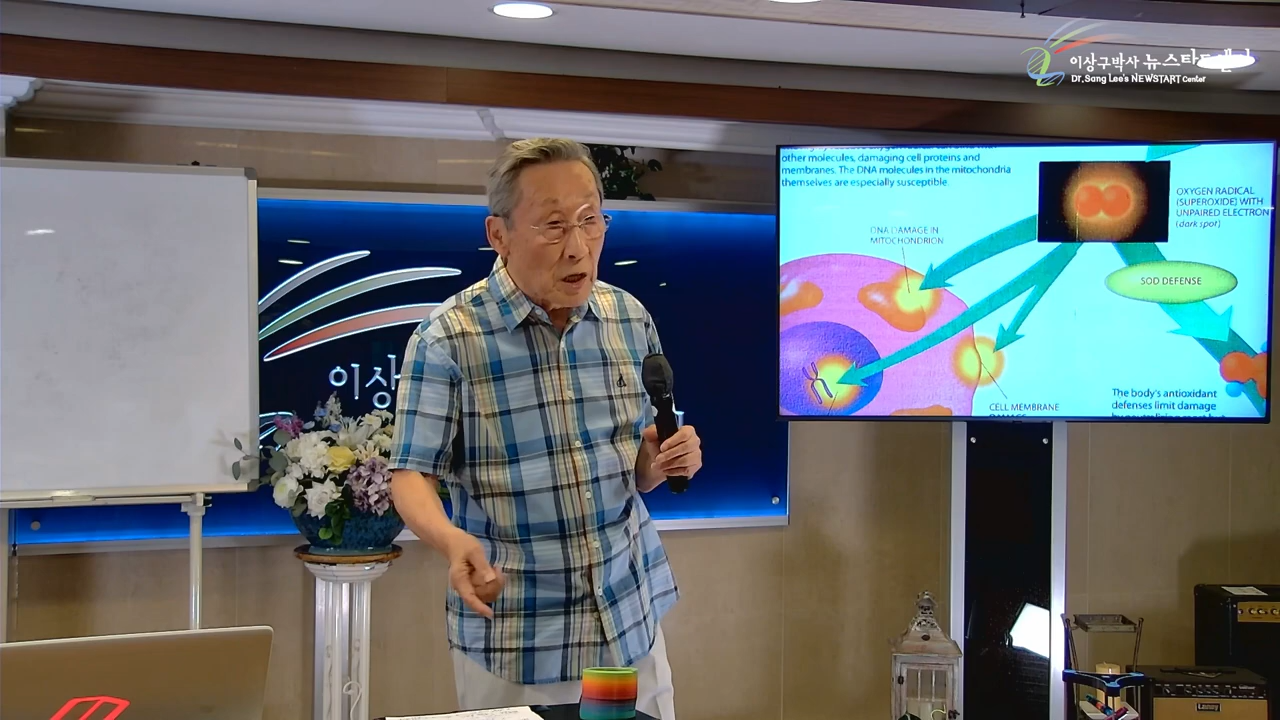 이상구박사 뉴스타트
Dr. Sang Lee's NEWSTART Center
other molecules, damaging cell proteins and
membranes. The DNA molecules in the mitochondria
themselves are especially susceptible.
OXYGEN RADICAL
(SUPEROXIDE) WITH
UNPAIRED ELECTRON
(dark spot)
DNA DAMAGE IN
MITOCHONDRION
SOD DEFENSE
CELL MEMBRANE
The body's antioxidant
defenses limit damage
이상
Laney